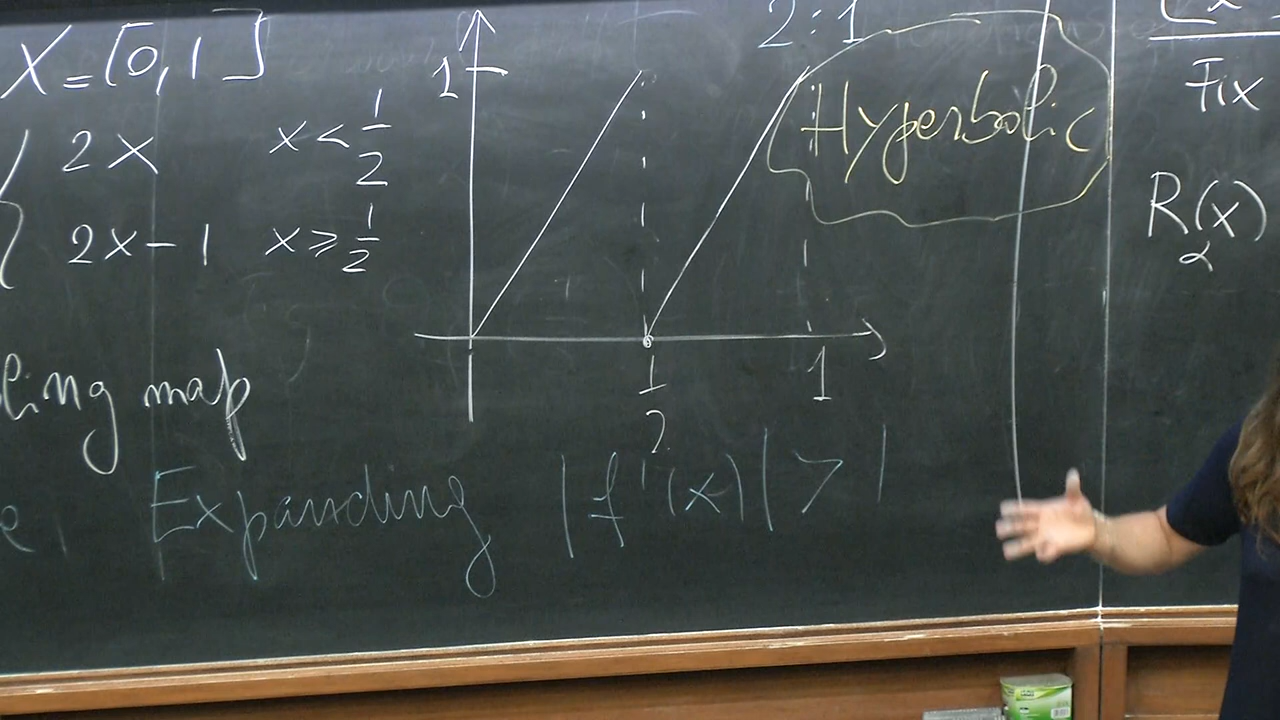 X = [0,1]
2x x < 1/2
2x - 1 x ⩾ 1/2
ling map
Expanding |f'(x)| > 1
1
1/2
1
2:1
Hyperbolic
Fix
R_α(x)